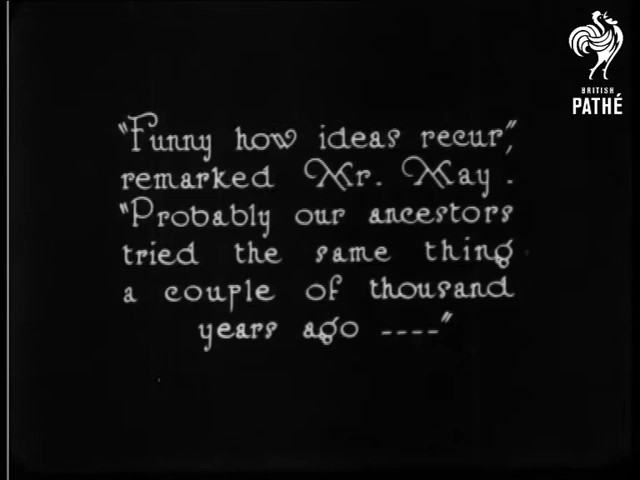 BRITISH
PATHÉ
"Funny how ideas recur",
remarked Mr. May.
"Probably our ancestors
tried the same thing
a couple of thousand
years ago ----"